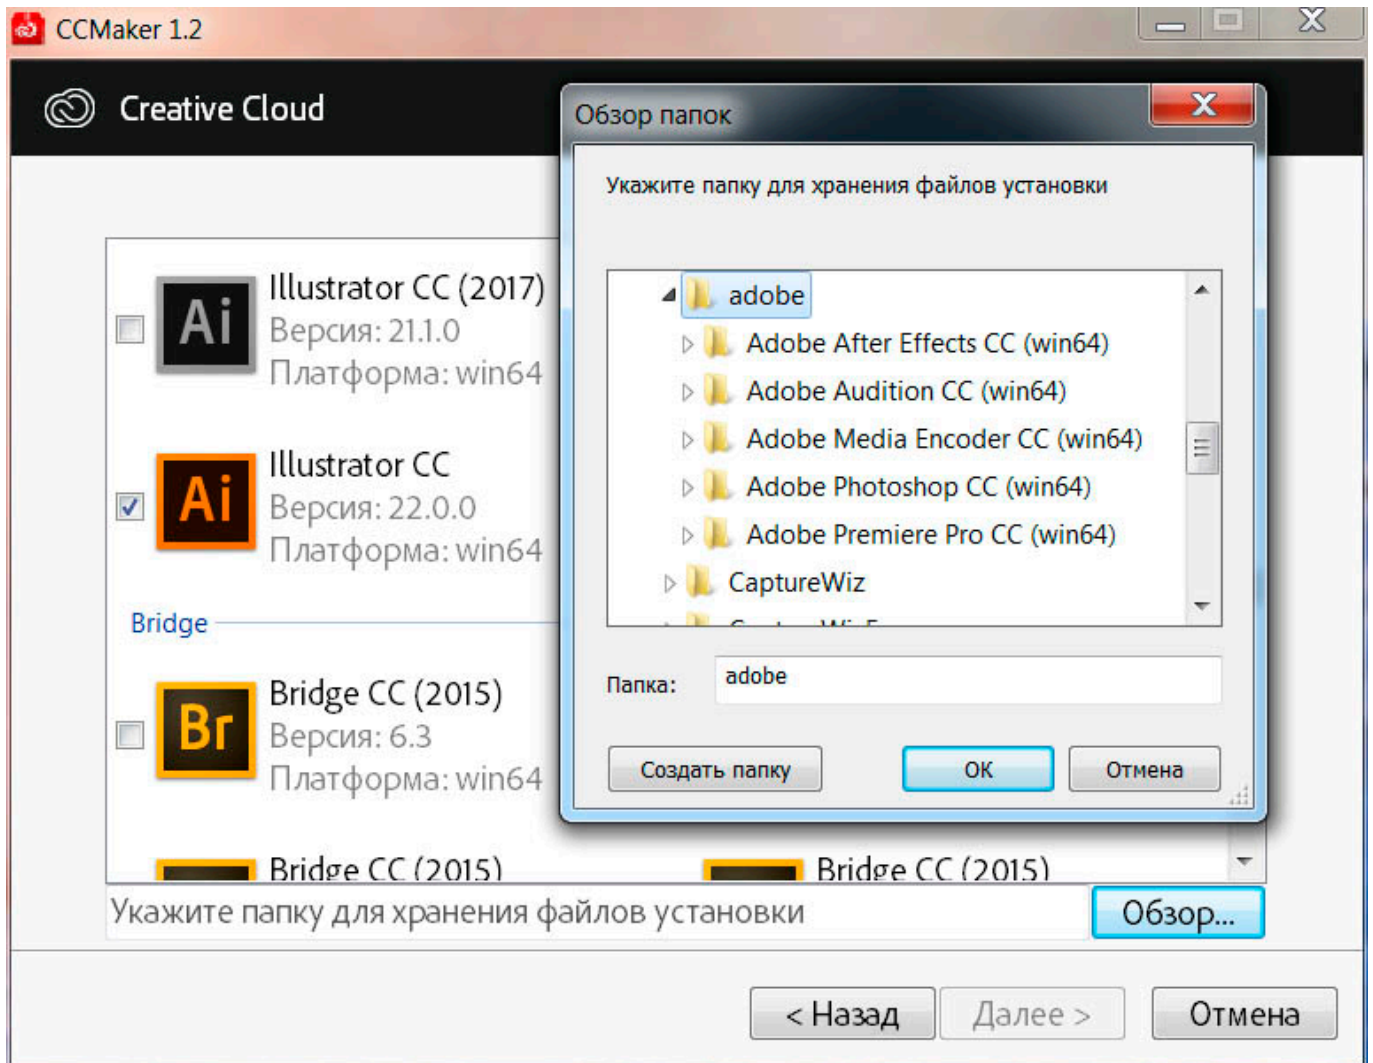 CCMaker 1.2
Creative Cloud
Обзор папок
Укажите папку для хранения файлов установки
adobe
Adobe After Effects CC (win64)
Adobe Audition CC (win64)
Adobe Media Encoder CC (win64)
Adobe Photoshop CC (win64)
Adobe Premiere Pro CC (win64)
CaptureWiz
Папка:
adobe
Создать папку
ОК
Отмена
Ai
Illustrator CC (2017)
Версия: 21.1.0
Платформа: win64
Ai
Illustrator CC
Версия: 22.0.0
Платформа: win64
Bridge
Br
Bridge CC (2015)
Версия: 6.3
Платформа: win64
Bridge CC (2015)
Bridge CC (2015)
Укажите папку для хранения файлов установки
Обзор...
< Назад
Далее >
Отмена